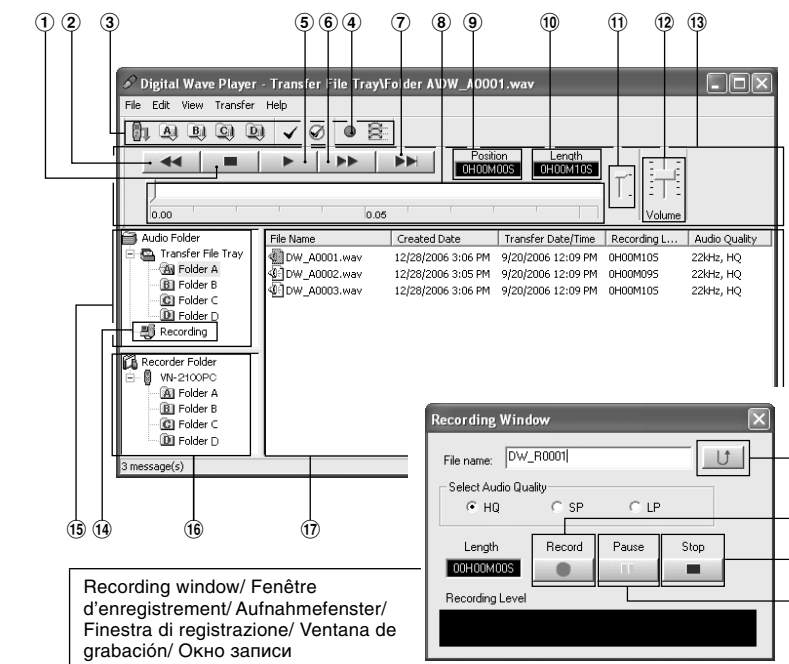 ① ② ③ ⑤ ⑥ ④ ⑦ ⑧ ⑨ ⑩ ⑪ ⑫ ⑬
Digital Wave Player - Transfer File Tray\Folder A\DW_A0001.wav
File Edit View Transfer Help
A B C D
Position Length
0H00M00S 0H00M10S
Volume
0.00 0.05
Audio Folder
Transfer File Tray
A Folder A
B Folder B
C Folder C
D Folder D
Recording
File Name Created Date Transfer Date/Time Recording L... Audio Quality
DW_A0001.wav 12/28/2006 3:06 PM 9/20/2006 12:09 PM 0H00M10S 22kHz, HQ
DW_A0002.wav 12/28/2006 3:05 PM 9/20/2006 12:09 PM 0H00M09S 22kHz, HQ
DW_A0003.wav 12/28/2006 3:06 PM 9/20/2006 12:09 PM 0H00M10S 22kHz, HQ
Recorder Folder
VN-2100PC
A Folder A
B Folder B
C Folder C
D Folder D
3 message(s)
⑮ ⑭ ⑯ ⑰
Recording Window
File name: DW_R0001
Select Audio Quality
HQ SP LP
Length Record Pause Stop
00H00M00S
Recording Level
Recording window/ Fenêtre
d'enregistrement/ Aufnahmefenster/
Finestra di registrazione/ Ventana de
grabación/ Окно записи